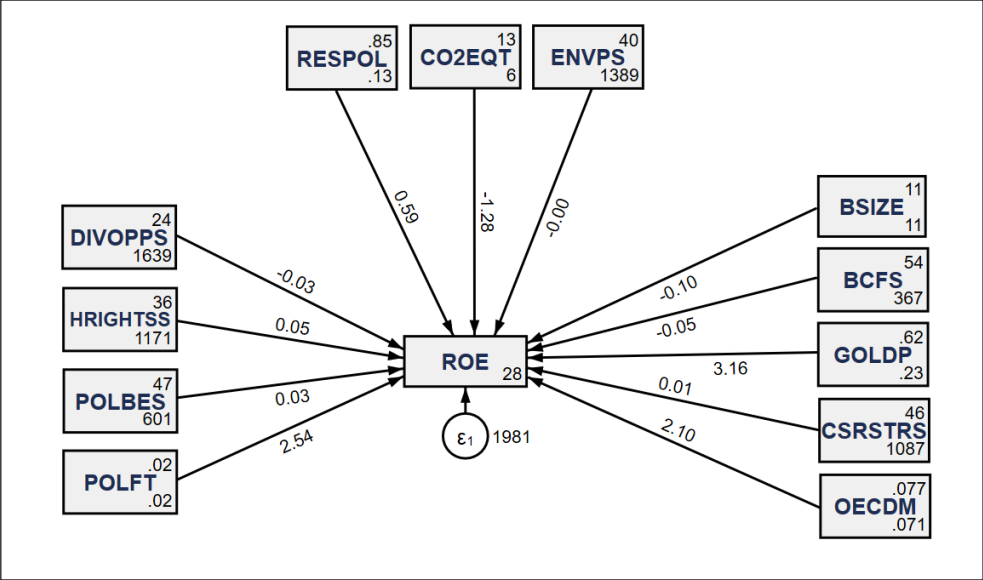 .85
RESPOL
.13
13
CO2EQT
6
40
ENVPS
1389
0.59
-1.28
-0.00
24
DIVOPPS
1639
36
HRIGHTSS
1171
47
POLBES
601
.02
POLFT
.02
-0.03
0.05
0.03
2.54
ROE
28
ε1
1981
11
BSIZE
11
54
BCFS
367
.62
GOLDP
.23
46
CSRSTRS
1087
.077
OECDM
.071
-0.10
-0.05
3.16
0.01
2.10